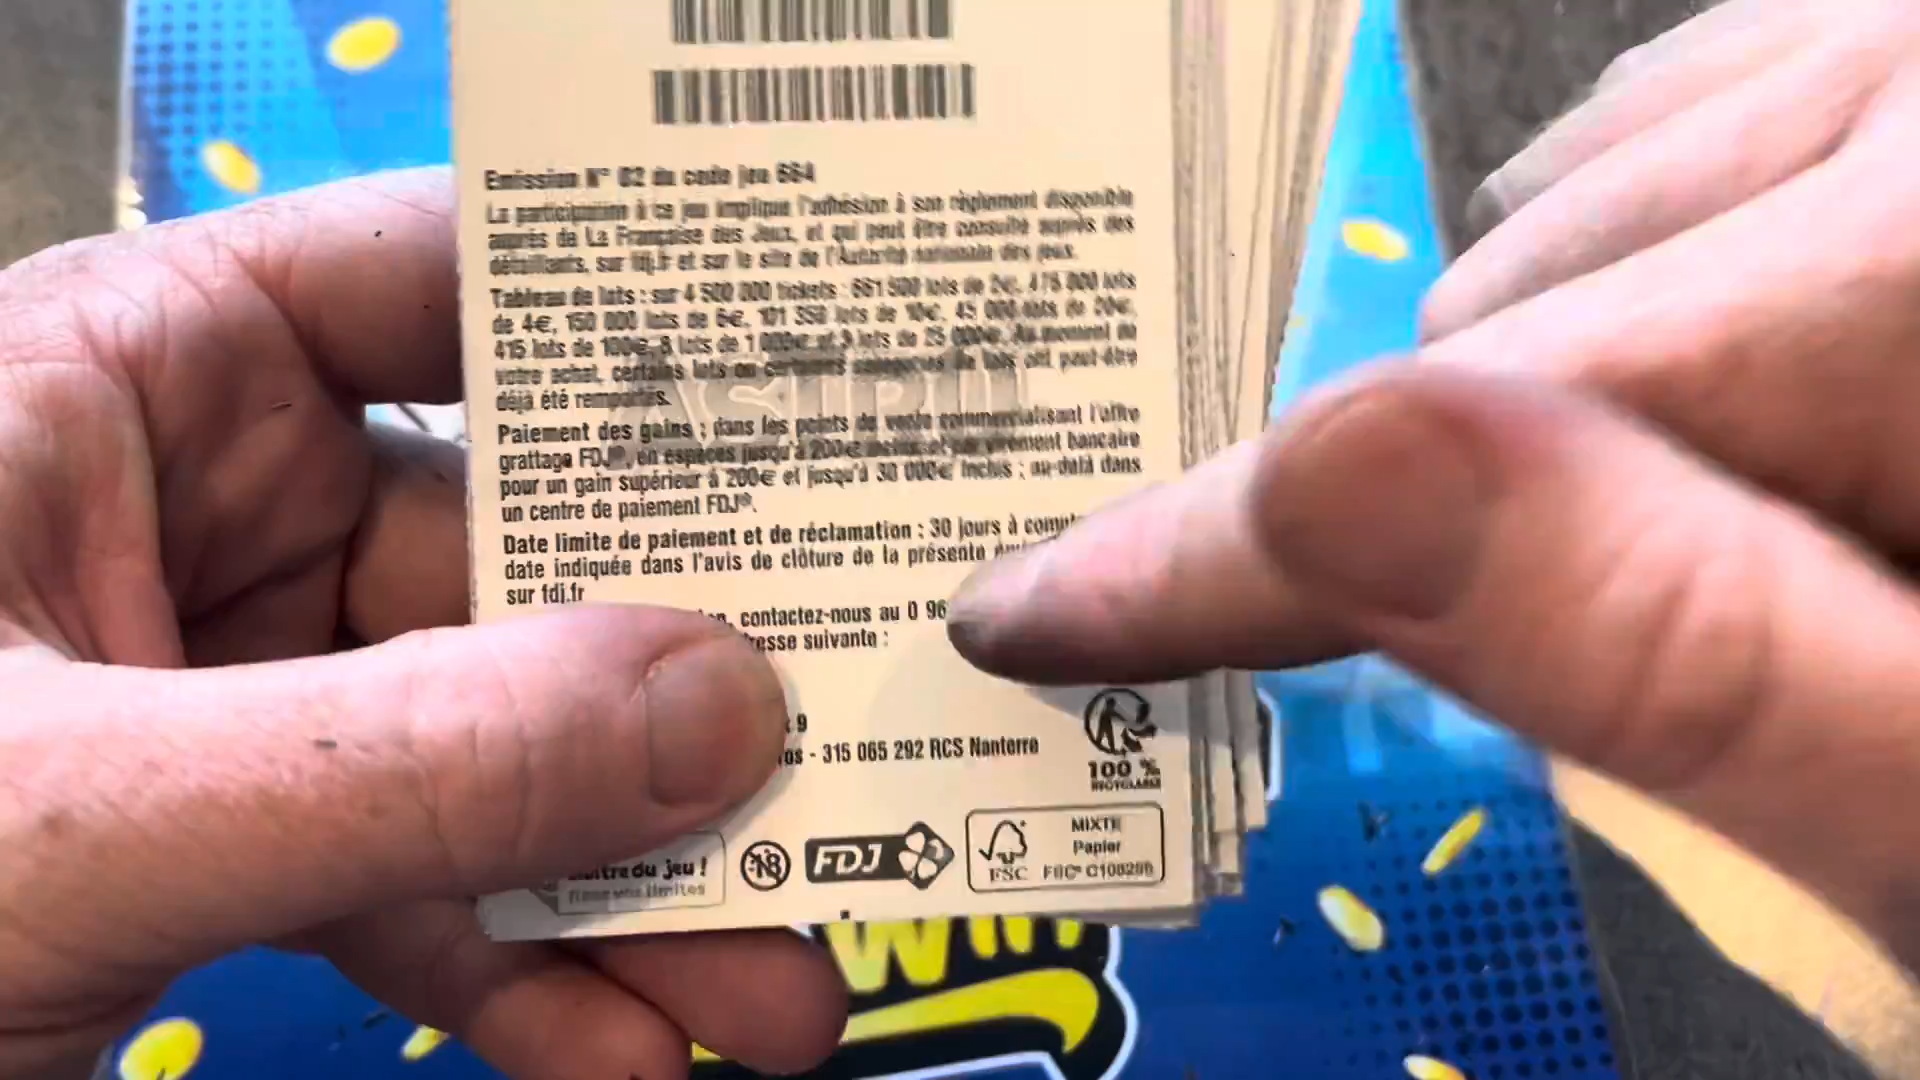 Emission N° 02 du code jeu 664
La participation à ce jeu implique l'adhésion à son règlement disponible
auprès de La Française des Jeux, et qui peut être consulté auprès des
détaillants, sur fdj.fr et sur le site de l'Autorité nationale des jeux.
Tableau de lots : sur 4 500 000 tickets : 661 500 lots de 2€, 475 000 lots
de 4€, 150 000 lots de 6€, 101 350 lots de 10€, 45 000 lots de 20€,
415 lots de 100€, 8 lots de 1 000€ et 3 lots de 25 000€. Au moment de
votre achat, certains lots ou certaines catégories de lots ont peut-être
déjà été remportés.
ASTRO
Paiement des gains : dans les points de vente commercialisant l'offre
grattage FDJ®, en espèces jusqu'à 200€ inclus et par virement bancaire
pour un gain supérieur à 200€ et jusqu'à 30 000€ inclus ; au-delà dans
un centre de paiement FDJ®.
Date limite de paiement et de réclamation : 30 jours à
date indiquée dans l'avis de clôture de la présente
sur fdj.fr
contactez-nous au 0 96
suivante :
9
- 315 065 292 RCS Nanterre
100 %
RECYCLABLE
du jeu !
limites
18
FDJ
FSC
MIXTE
Papier
WIN